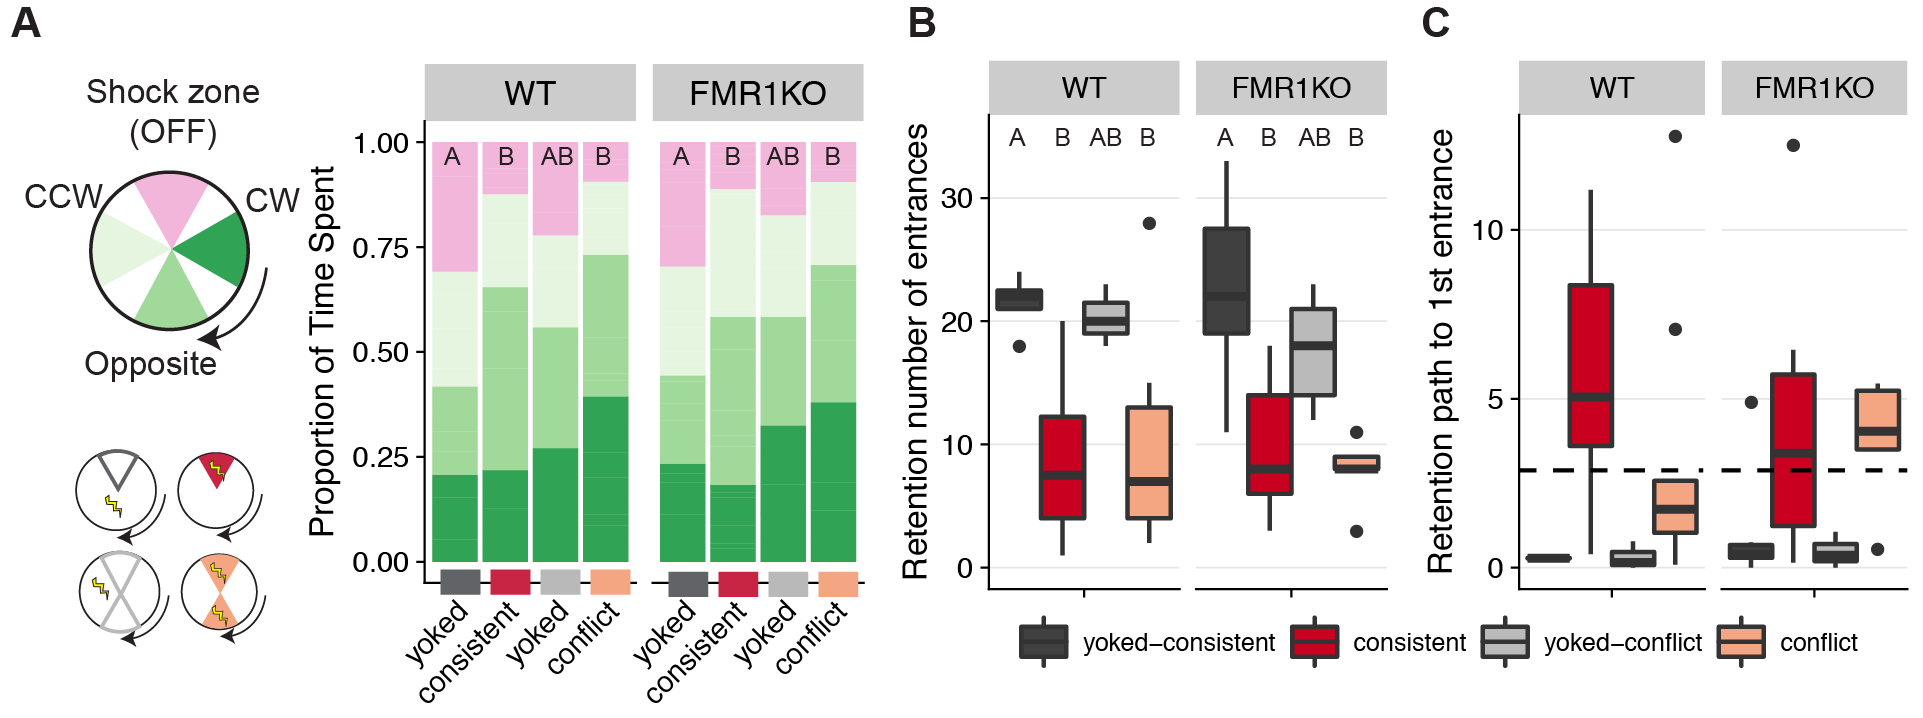 A
Shock zone
(OFF)
CCW
CW
Opposite
WT
FMR1KO
Proportion of Time Spent
1.00
0.75
0.50
0.25
0.00
A B AB B
A B AB B
yoked
consistent
yoked
conflict
yoked
consistent
yoked
conflict
B
WT
FMR1KO
Retention number of entrances
A B AB B
A B AB B
30
20
10
0
C
WT
FMR1KO
Retention path to 1st entrance
10
5
0
yoked−consistent
consistent
yoked−conflict
conflict